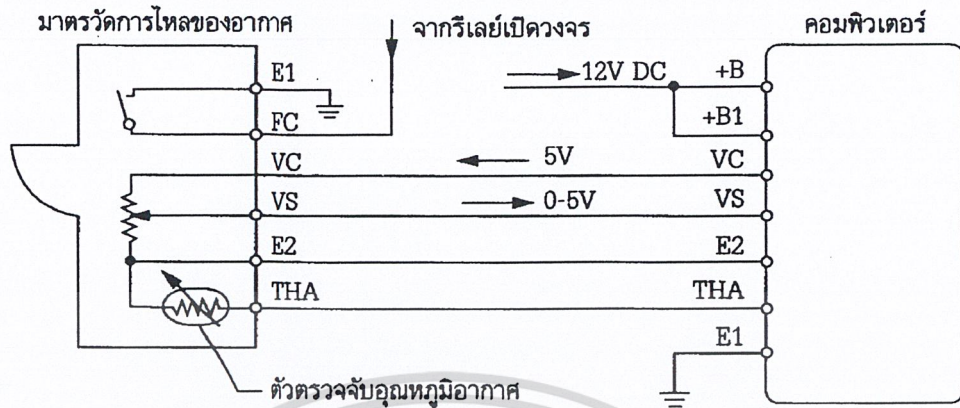 มาตรวัดการไหลของอากาศ
จากรีเลย์เปิดวงจร
คอมพิวเตอร์
E1
FC
VC
VS
E2
THA
12V DC
5V
0-5V
+B
+B1
VC
VS
E2
THA
E1
ตัวตรวจจับอุณหภูมิอากาศ